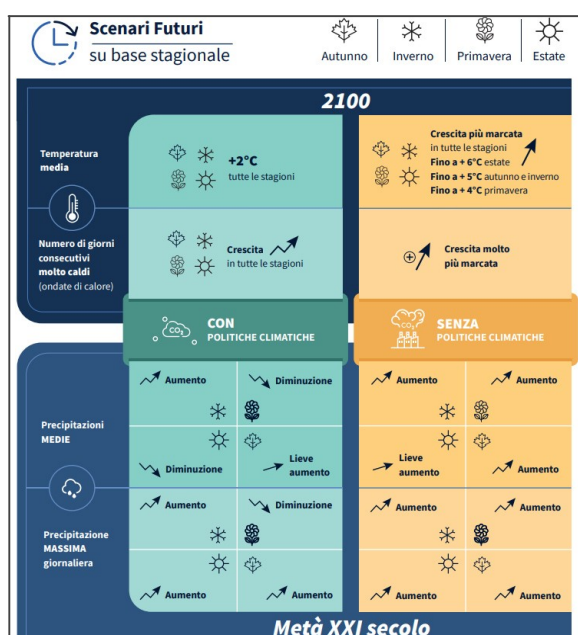 Scenari Futuri
su base stagionale
Autunno
Inverno
Primavera
Estate
2100
Temperatura
media
+2°C
tutte le stagioni
Crescita più marcata
in tutte le stagioni
Fino a + 6°C estate
Fino a + 5°C autunno e inverno
Fino a + 4°C primavera
Numero di giorni
consecutivi
molto caldi
(ondate di calore)
Crescita
in tutte le stagioni
Crescita molto
più marcata
CO₂
CON
POLITICHE CLIMATICHE
CO₂
SENZA
POLITICHE CLIMATICHE
Precipitazioni
MEDIE
Aumento
Diminuzione
Aumento
Aumento
Diminuzione
Lieve
aumento
Lieve
aumento
Aumento
Precipitazione
MASSIMA
giornaliera
Aumento
Diminuzione
Aumento
Aumento
Aumento
Aumento
Aumento
Aumento
Metà XXI secolo